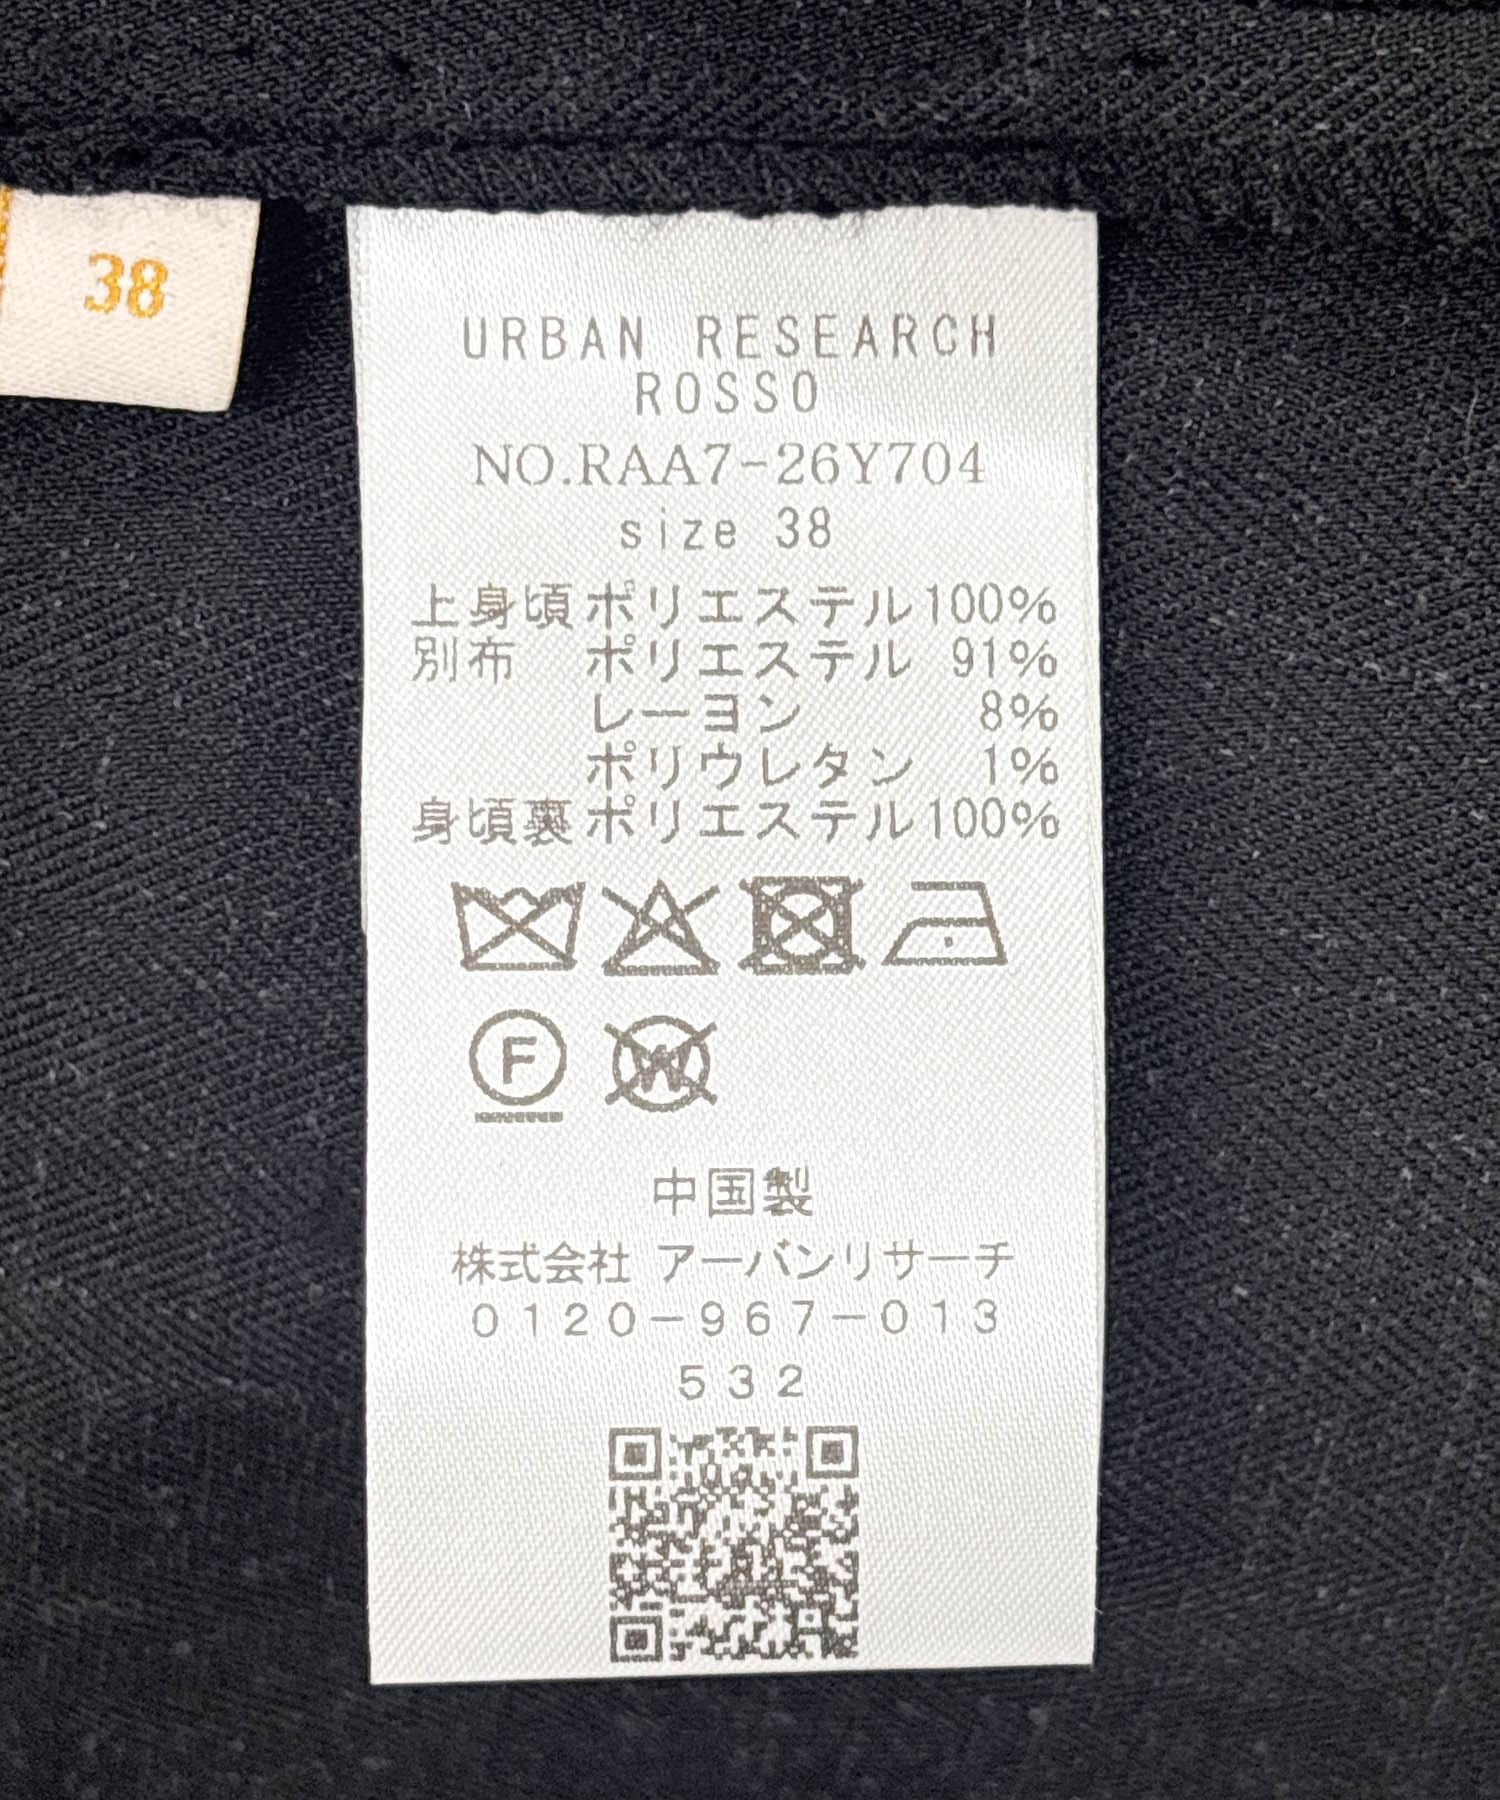 38
URBAN RESEARCH
ROSSO
NO.RAA7-26Y704
size 38
上身頃ポリエステル100%
別布 ポリエステル 91%
レーヨン 8%
ポリウレタン 1%
身頃裏ポリエステル100%
F
W
中国製
株式会社 アーバンリサーチ
0120-967-013
532